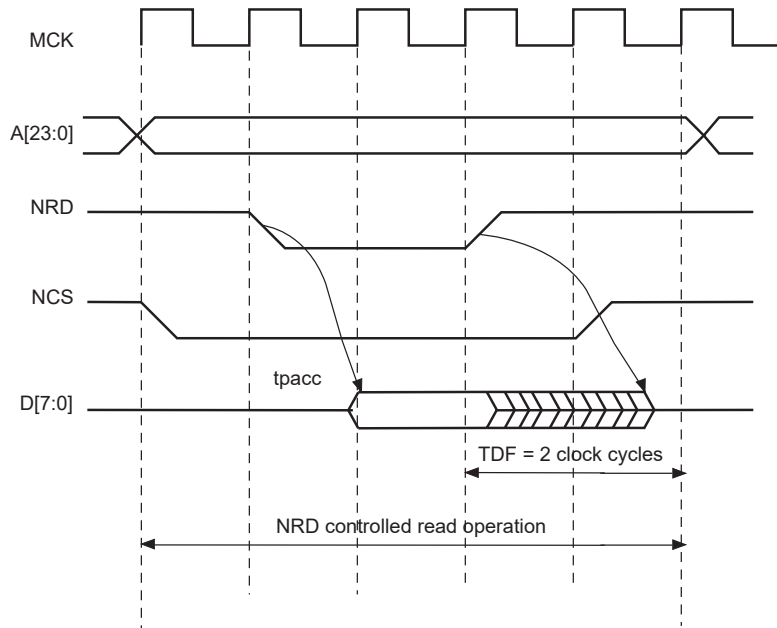 MCK
A[23:0]
NRD
NCS
tpacc
D[7:0]
TDF = 2 clock cycles
NRD controlled read operation